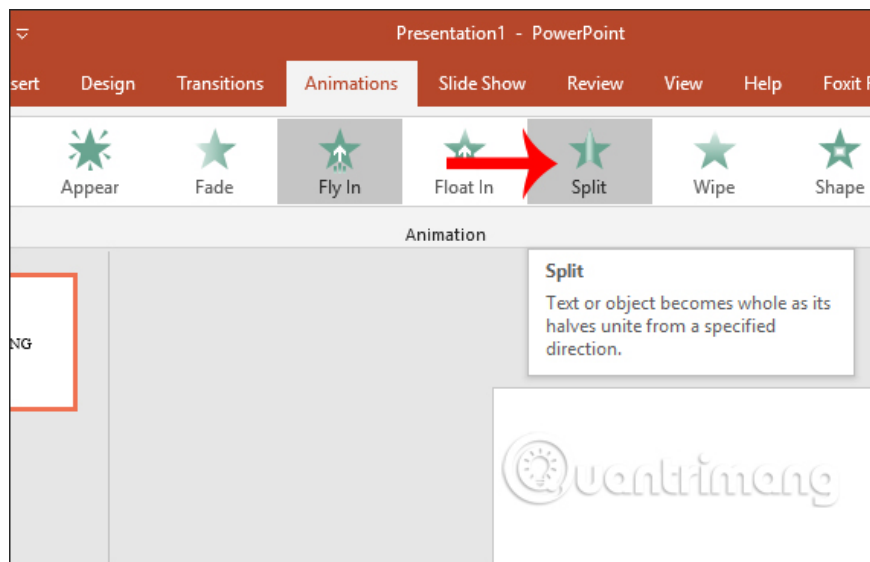 Presentation1 - PowerPoint
sert Design Transitions Animations Slide Show Review View Help Foxit
Appear Fade Fly In Float In Split Wipe Shape
Animation
Split
Text or object becomes whole as its
halves unite from a specified
direction.
NG
Quantrimang